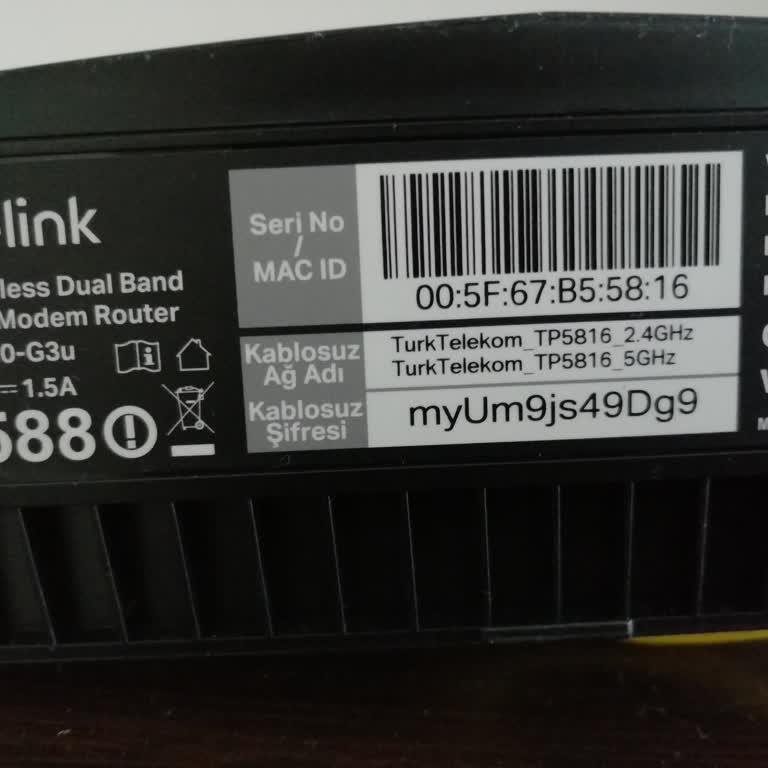 -link
less Dual Band
Modem Router
0-G3u
1.5A
588
Seri No
/
MAC ID
00:5F:67:B5:58:16
Kablosuz
Ağ Adı
TurkTelekom_TP5816_2.4GHz
TurkTelekom_TP5816_5GHz
Kablosuz
Şifresi
myUm9js49Dg9